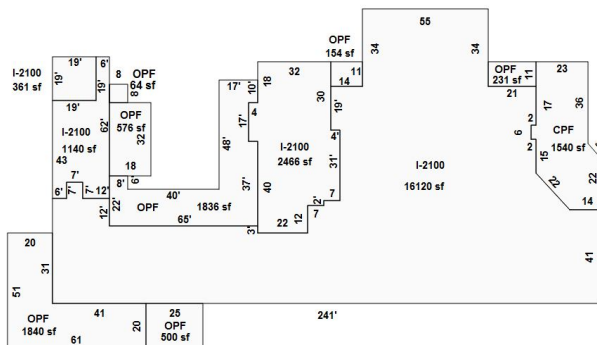 55
OPF
154 sf
34
34
19'
6'
I-2100
361 sf
19'
19'
19'
8
OPF
64 sf
8'
17'
10'
18
32
11
14
OPF
231 sf
11
21
23
36
17
2
6
2
15
CPF
1540 sf
22
22
14
I-2100
1140 sf
43
62'
OPF
576 sf
32
18
17'
4
48'
37'
40
I-2100
2466 sf
30
19'
4'
31'
7
2'
7
12
22
3'
I-2100
16120 sf
7'
6'
7'
7'
12'
8'
6'
22'
12'
40'
OPF
1836 sf
65'
20
31
51
41
OPF
1840 sf
61
20
25
OPF
500 sf
241'
41